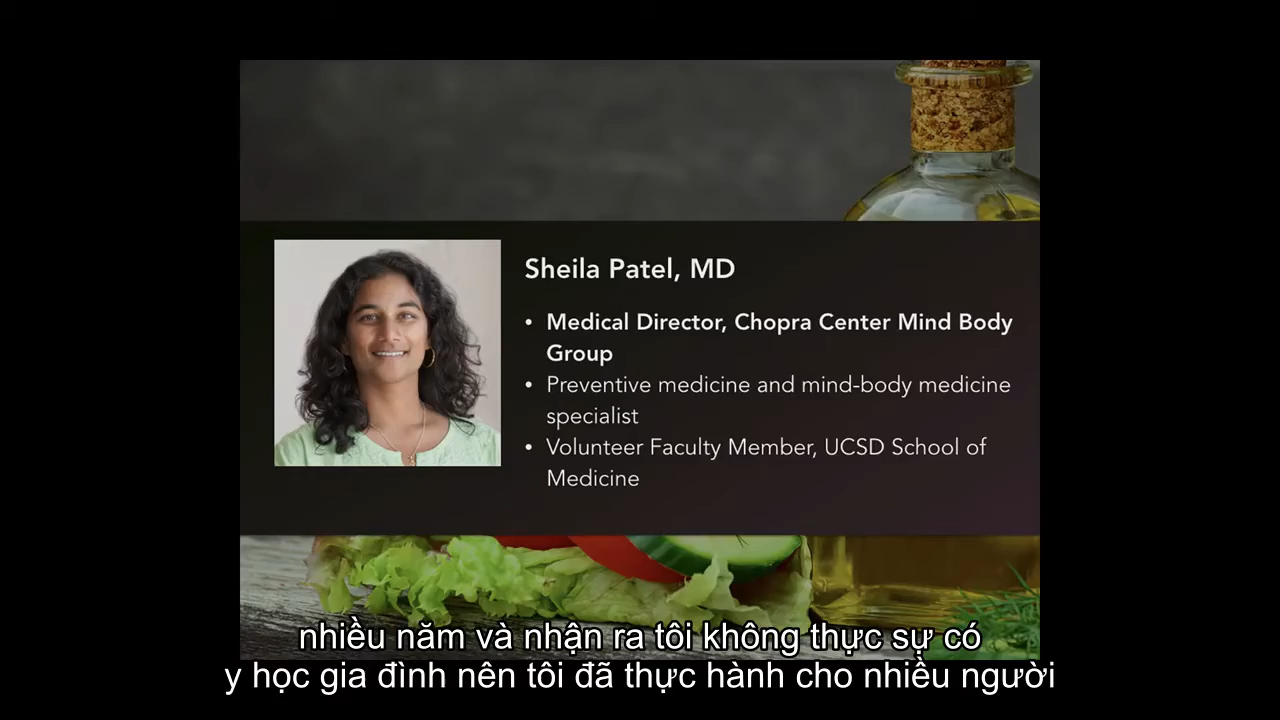 Sheila Patel, MD
• Medical Director, Chopra Center Mind Body
Group
• Preventive medicine and mind-body medicine
specialist
• Volunteer Faculty Member, UCSD School of
Medicine
nhiều năm và nhận ra tôi không thực sự có
y học gia đình nên tôi đã thực hành cho nhiều người